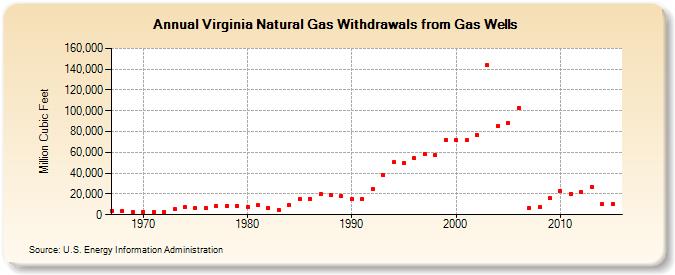 Annual Virginia Natural Gas Withdrawals from Gas Wells
Million Cubic Feet
160,000
140,000
120,000
100,000
80,000
60,000
40,000
20,000
0
1970 1980 1990 2000 2010
Source: U.S. Energy Information Administration